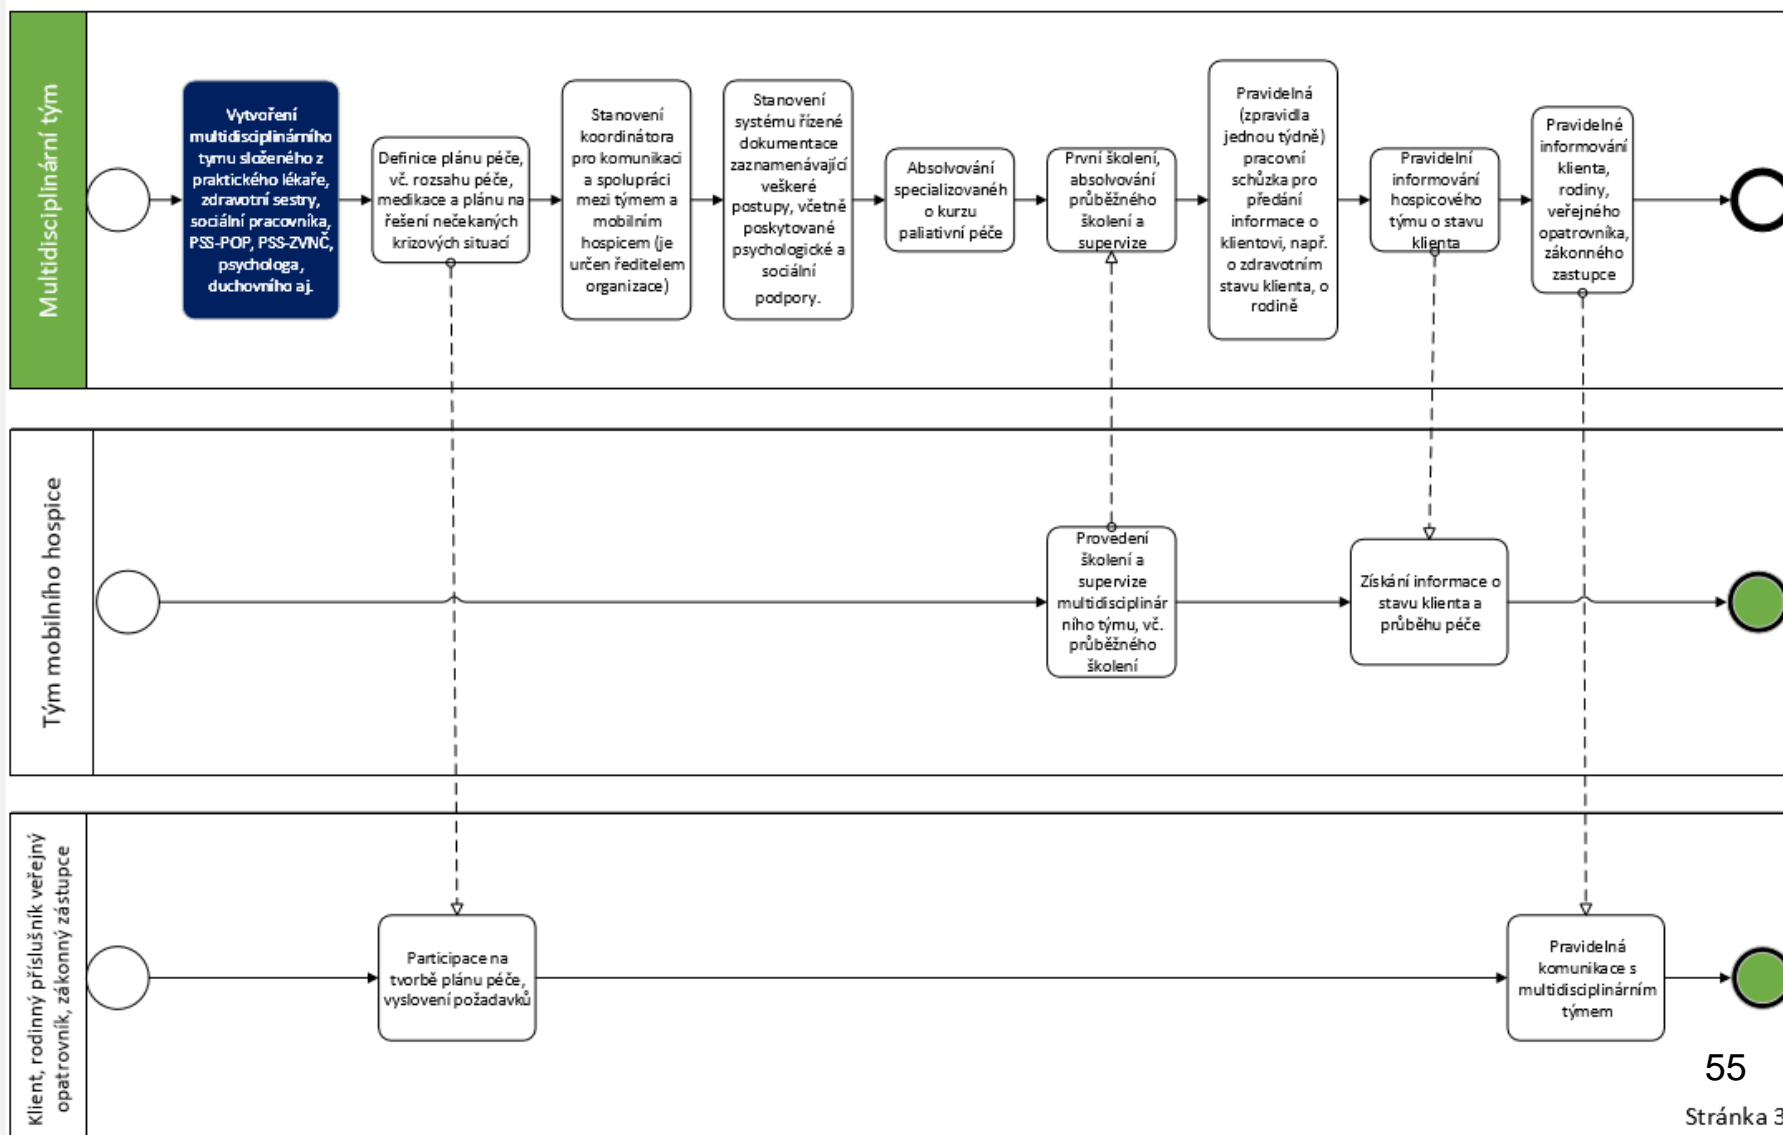 Multidisciplinární tým
Vytvoření
multidisciplinárního
tymu složeného z
praktického lékaře,
zdravotní sestry,
sociální pracovníka,
PSS-POP, PSS-ZVNČ,
psychologa,
duchovního aj.
Definice plánu péče,
vč. rozsahu péče,
medikace a plánu na
řešení nečekaných
krizových situací
Stanovení
koordinátora
pro komunikaci
a spolupráci
mezi týmem a
mobilním
hospicem (je
určen ředitelem
organizace)
Stanovení
systému řízené
dokumentace
zaznamenávající
veškeré
postupy, včetně
poskytované
psychologické a
sociální
podpory.
Absolvování
specializovanéh
o kurzu
paliativní péče
První školení,
absolvování
průběžného
školení a
supervize
Pravidelná
(zpravidla
jednou týdně)
pracovní
schůzka pro
předání
informace o
klientovi, např.
o zdravotním
stavu klienta, o
rodině
Pravidelní
informování
hospicového
týmu o stavu
klienta
Pravidelné
informování
klienta,
rodiny,
veřejného
opatrovníka,
zákonného
zastupce
Tým mobilního hospice
Provedení
školení a
supervize
multidisciplinár
ního týmu, vč.
průběžného
školení
Získání informace o
stavu klienta a
průběhu péče
Klient, rodinný příslušník veřejný
opatrovník, zákonný zástupce
Participace na
tvorbě plánu péče,
vyslovení požadavků
Pravidelná
komunikace s
multidisciplinárním
týmem
55
Stránka 3